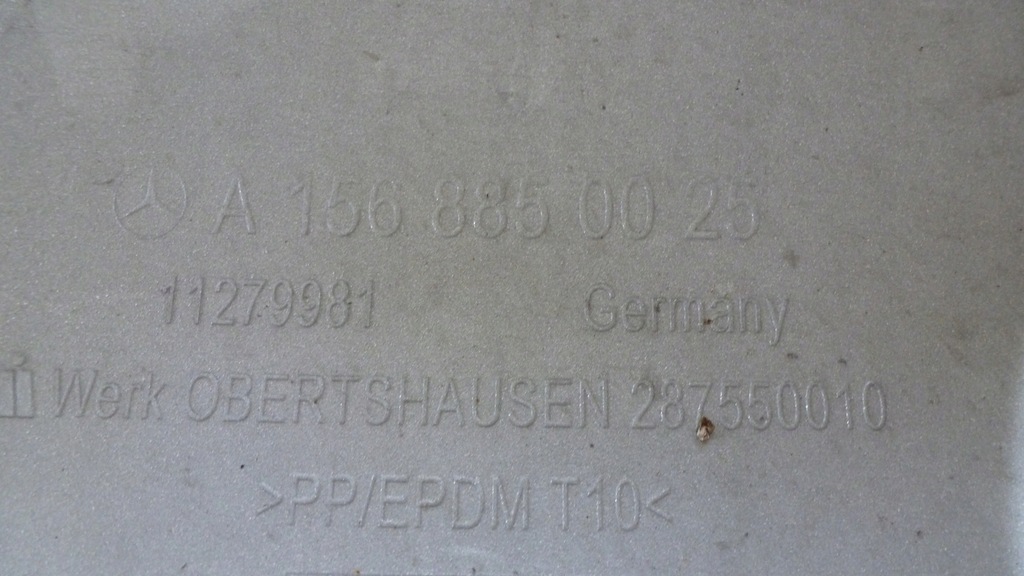 A 156 885 00 25
11279981 Germany
Werk OBERTSHAUSEN 287550010
>PP/EPDM T10<